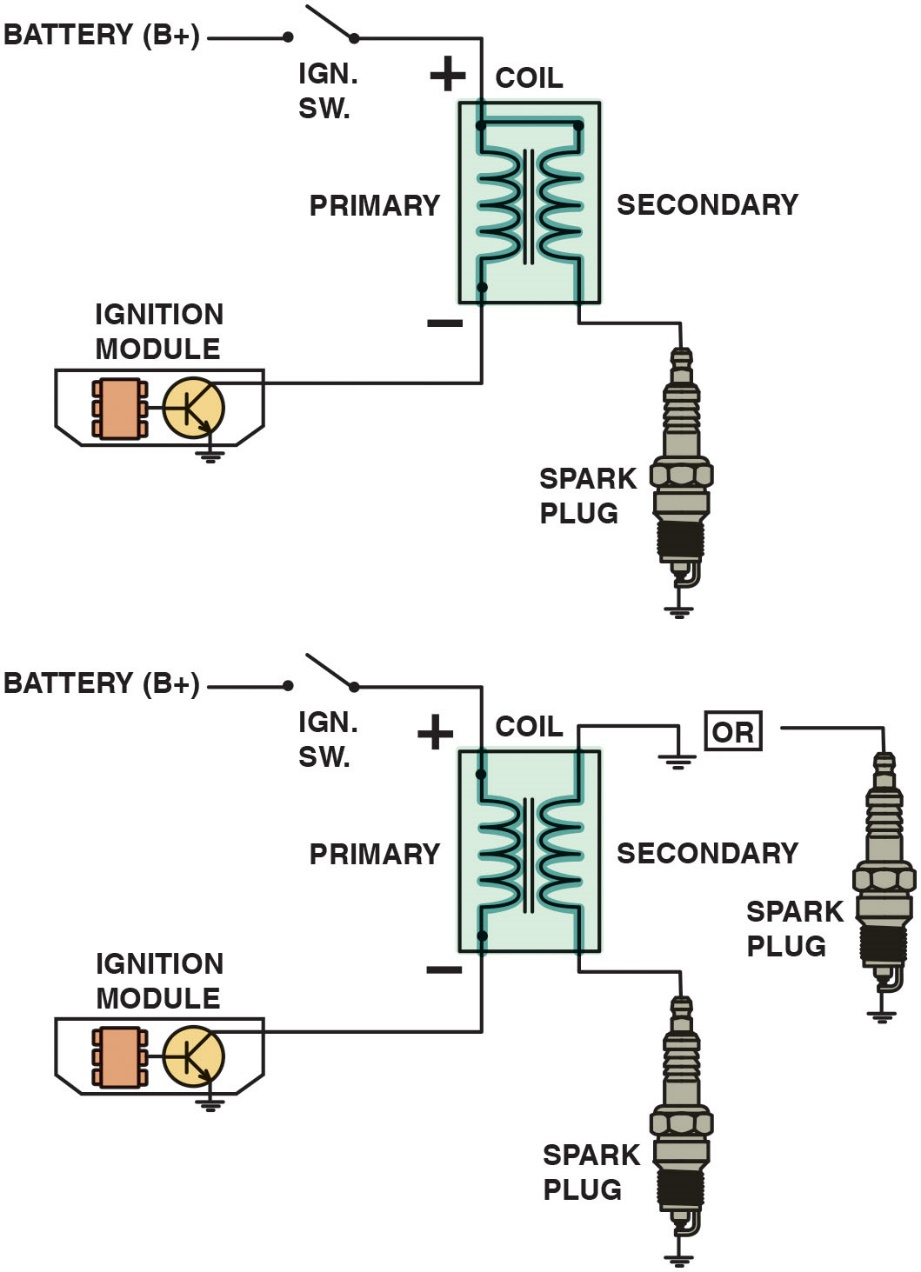 BATTERY (B+)
IGN.
SW.
+
COIL
PRIMARY
SECONDARY
−
IGNITION
MODULE
SPARK
PLUG
BATTERY (B+)
IGN.
SW.
+
COIL
OR
PRIMARY
SECONDARY
SPARK
PLUG
−
IGNITION
MODULE
SPARK
PLUG